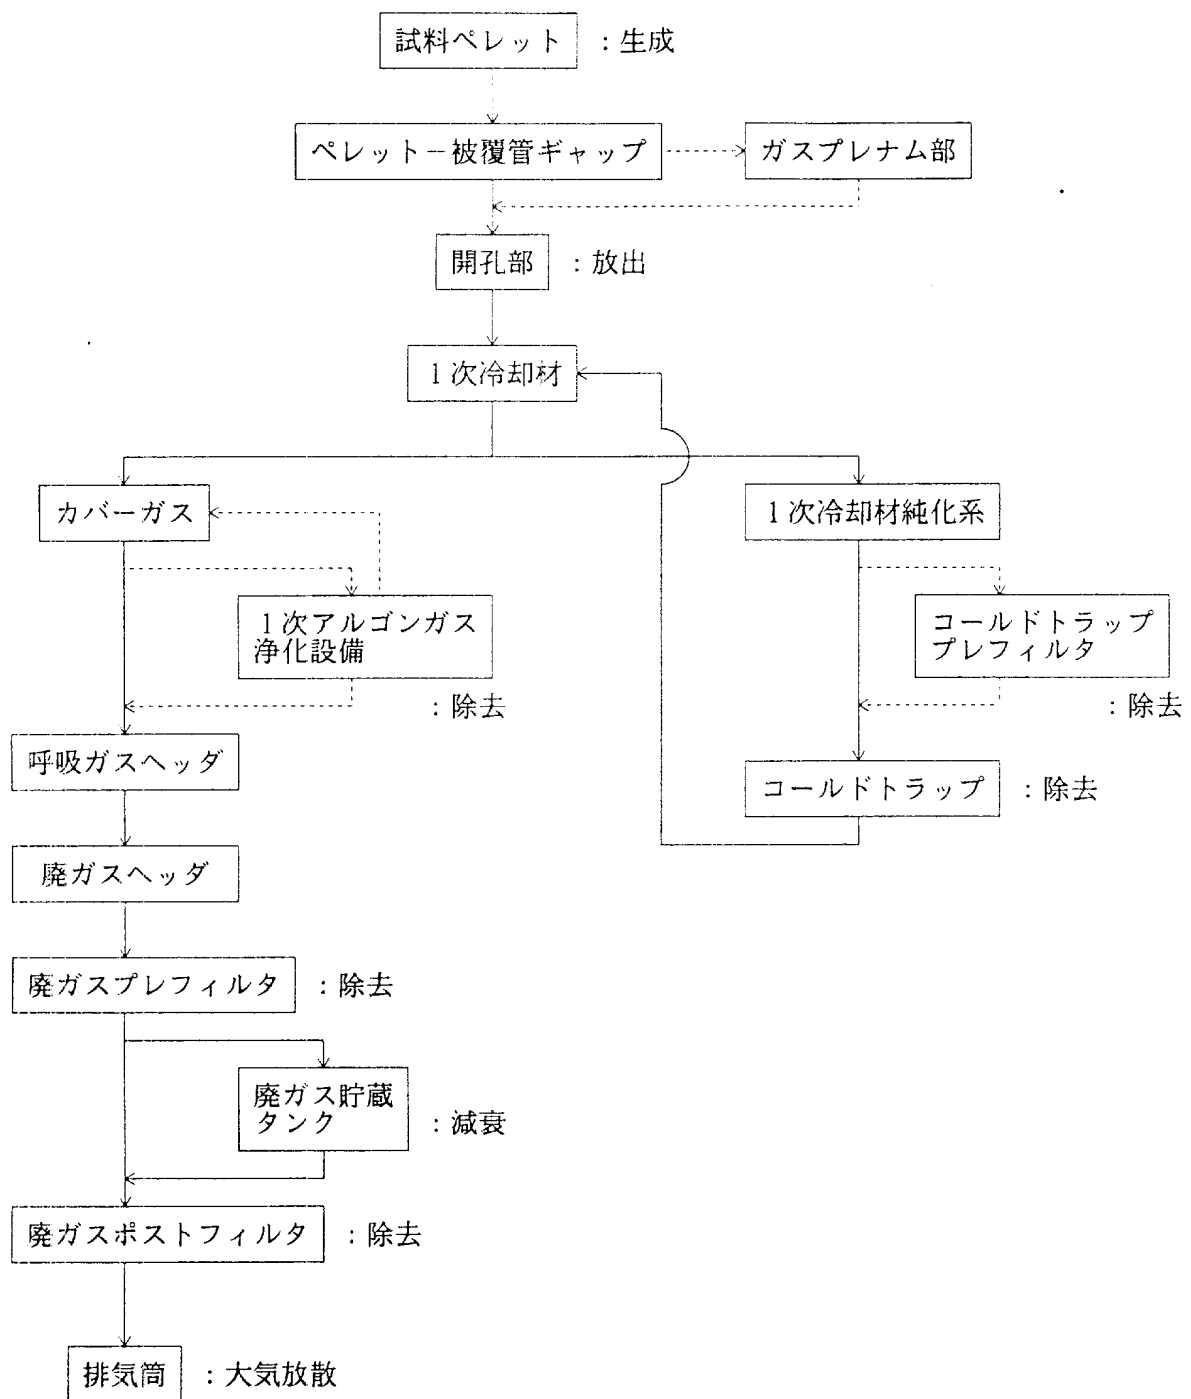 試料ペレット ：生成
ペレット－被覆管ギャップ
ガスプレナム部
開孔部 ：放出
1次冷却材
カバーガス
1次冷却材純化系
1次アルゴンガス
浄化設備
：除去
コールドトラップ
プレフィルタ
：除去
呼吸ガスヘッダ
コールドトラップ ：除去
廃ガスヘッダ
廃ガスプレフィルタ ：除去
廃ガス貯蔵
タンク
：減衰
廃ガスポストフィルタ ：除去
排気筒 ：大気放散